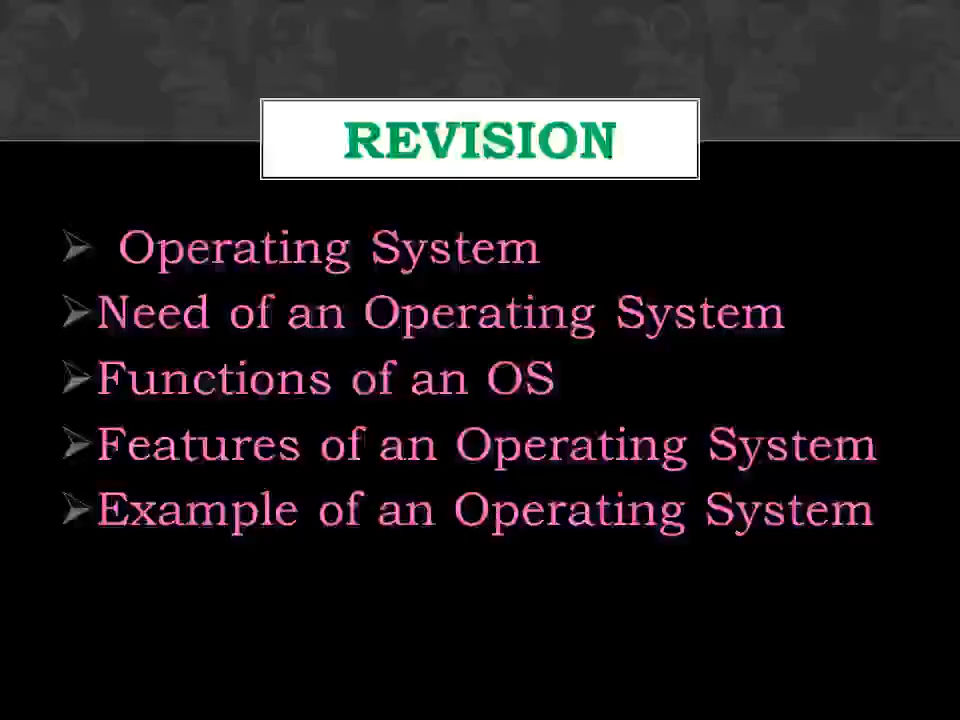 REVISION
Operating System
Need of an Operating System
Functions of an OS
Features of an Operating System
Example of an Operating System